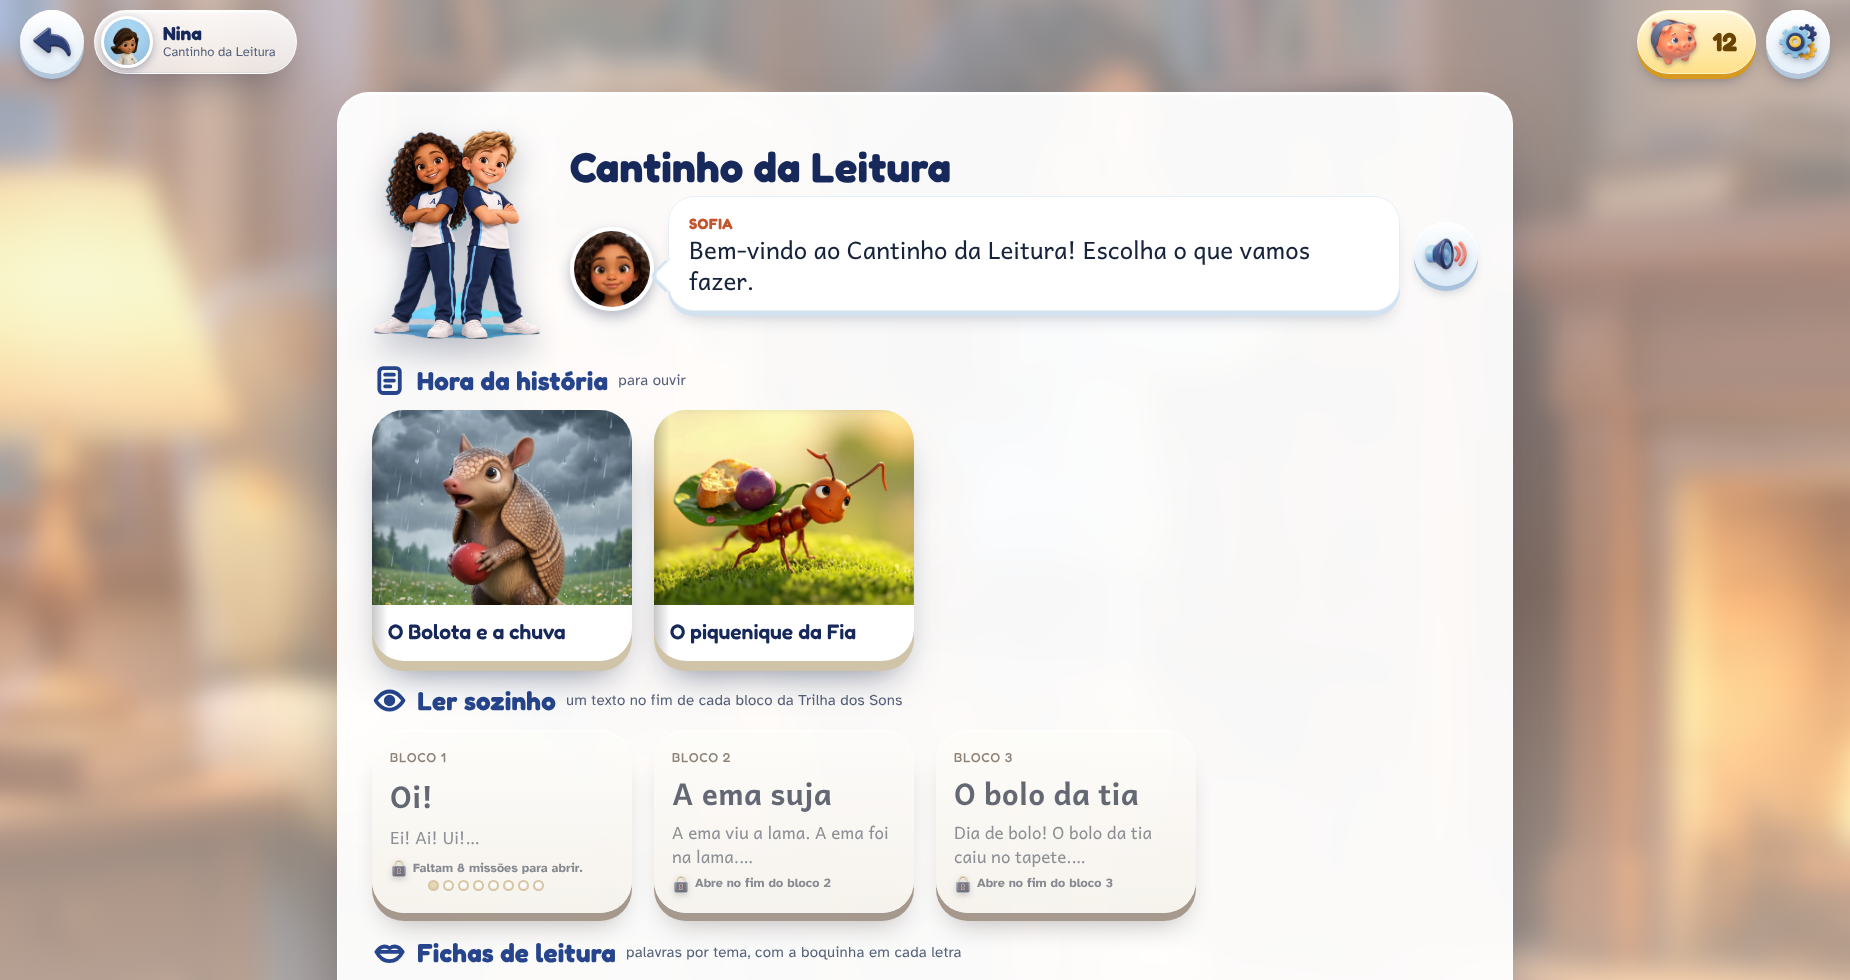 Nina
Cantinho da Leitura
12
Cantinho da Leitura
SOFIA
Bem-vindo ao Cantinho da Leitura! Escolha o que vamos
fazer.
Hora da história para ouvir
O Bolota e a chuva
O piquenique da Fia
Ler sozinho um texto no fim de cada bloco da Trilha dos Sons
BLOCO 1
Oi!
Ei! Ai! Ui!...
Faltam 8 missões para abrir.
BLOCO 2
A ema suja
A ema viu a lama. A ema foi
na lama....
Abre no fim do bloco 2
BLOCO 3
O bolo da tia
Dia de bolo! O bolo da tia
caiu no tapete....
Abre no fim do bloco 3
Fichas de leitura palavras por tema, com a boquinha em cada letra